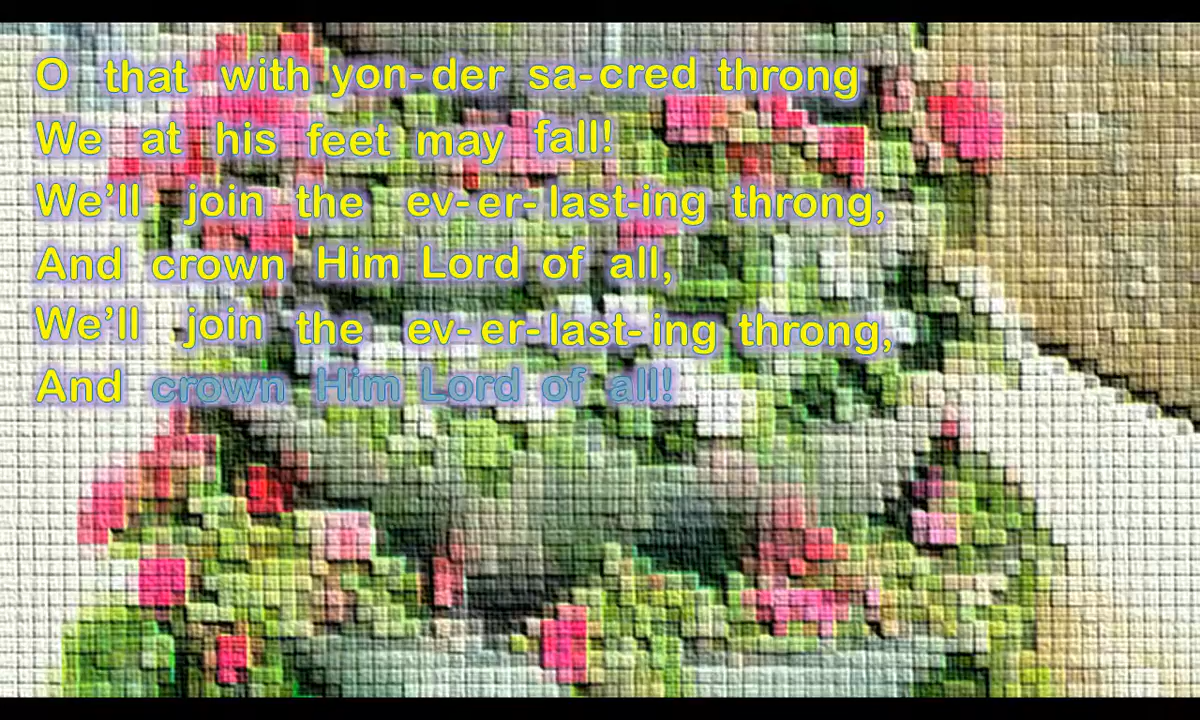 O that with yon-der sa-cred throng
We at his feet may fall!
We'll join the ev-er-last-ing throng,
And crown Him Lord of all,
We'll join the ev-er-last-ing throng,
And crown Him Lord of all!